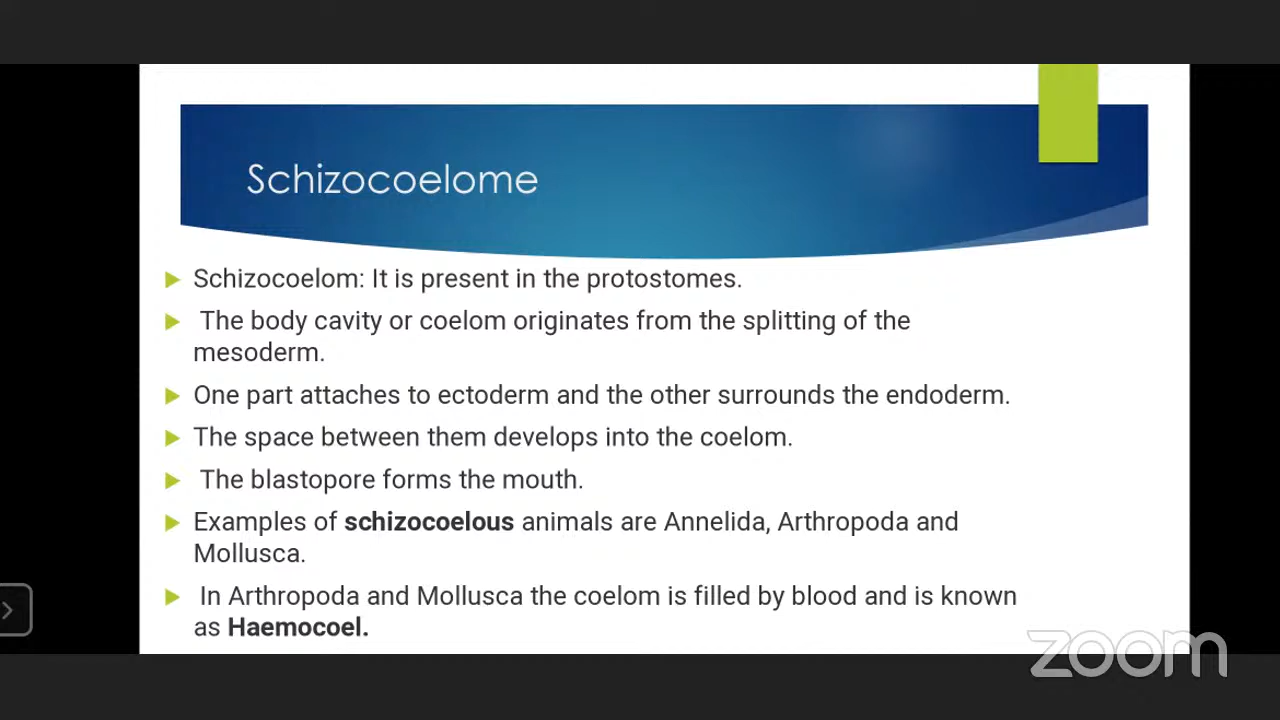 Schizocoelome
Schizocoelom: It is present in the protostomes.
The body cavity or coelom originates from the splitting of the
mesoderm.
One part attaches to ectoderm and the other surrounds the endoderm.
The space between them develops into the coelom.
The blastopore forms the mouth.
Examples of schizocoelous animals are Annelida, Arthropoda and
Mollusca.
In Arthropoda and Mollusca the coelom is filled by blood and is known
as Haemocoel.
zoom